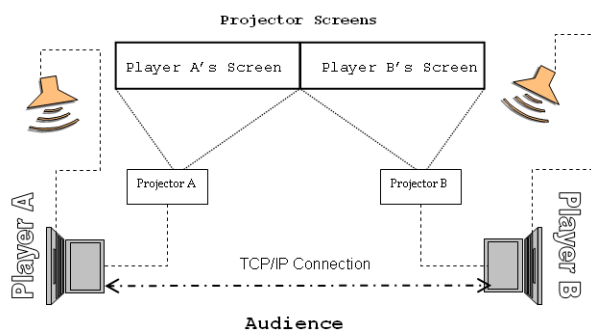 Projector Screens
Player A's Screen
Player B's Screen
Projector A
Projector B
Player A
Player B
TCP/IP Connection
Audience